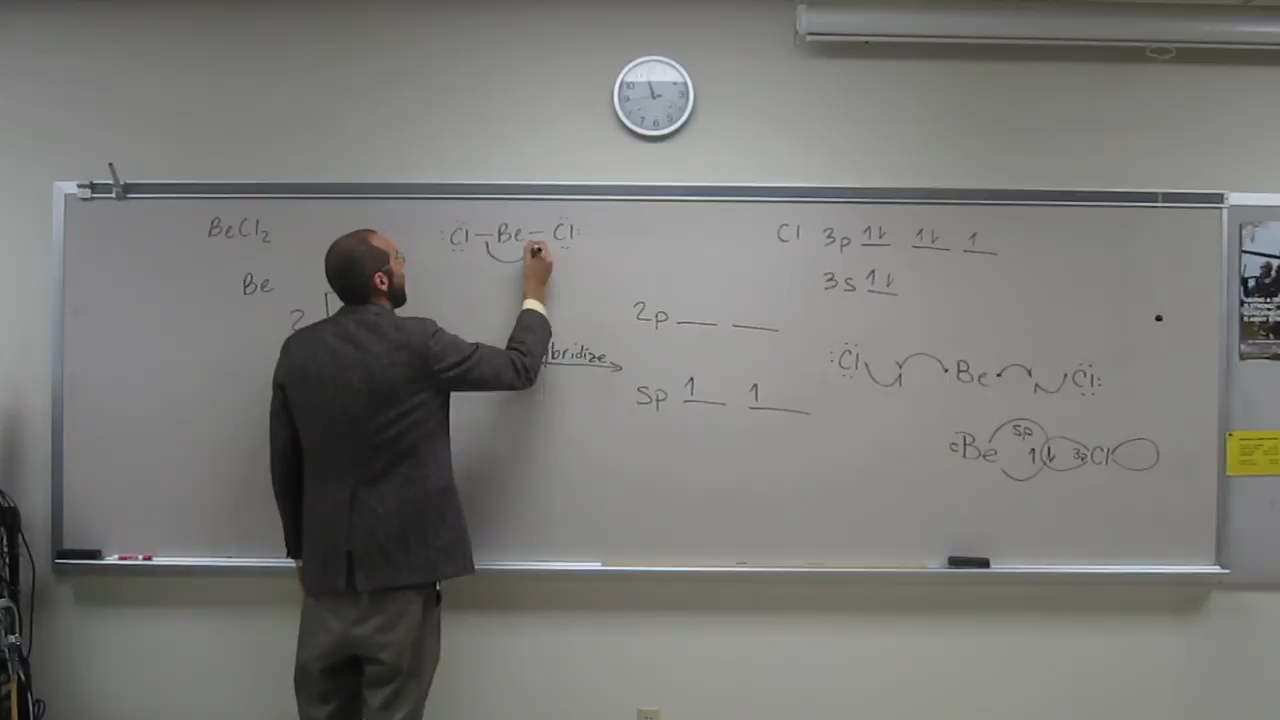 BeCl2
:Cl — Be — Cl:
Cl 3p 1⇂ 1⇂ 1
3s 1⇂
Be
2
2p __ __
:Cl Be Cl:
sp 1 1
Be sp 1 ⇂ 3p Cl